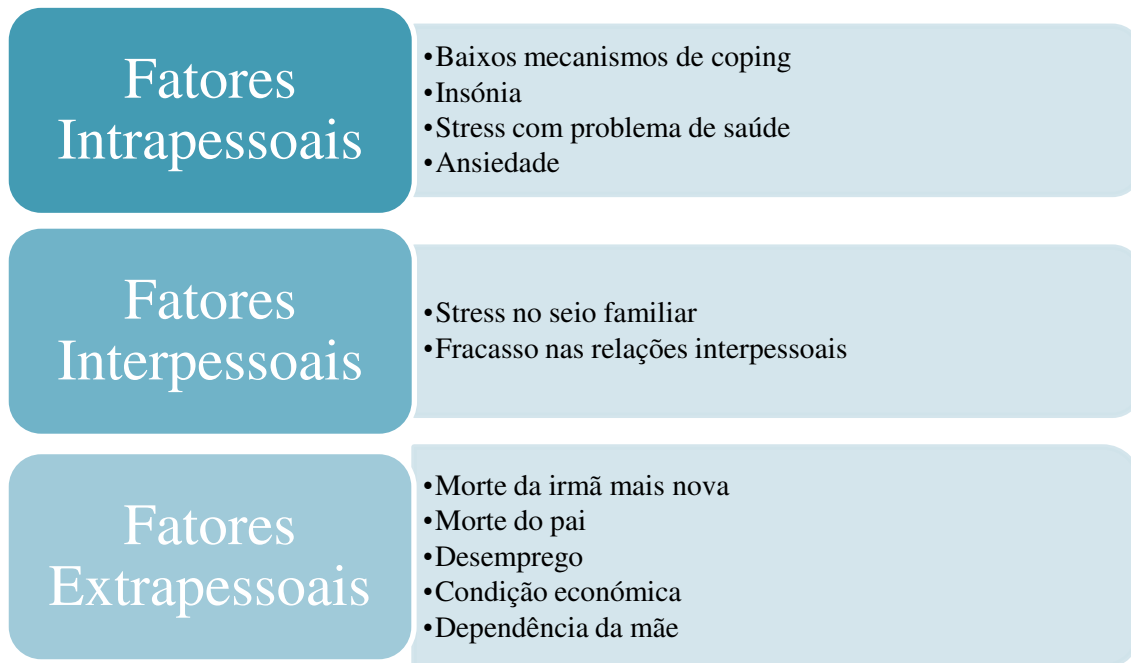 Fatores
Intrapessoais
•Baixos mecanismos de coping
•Insónia
•Stress com problema de saúde
•Ansiedade
Fatores
Interpessoais
•Stress no seio familiar
•Fracasso nas relações interpessoais
Fatores
Extrapessoais
•Morte da irmã mais nova
•Morte do pai
•Desemprego
•Condição económica
•Dependência da mãe